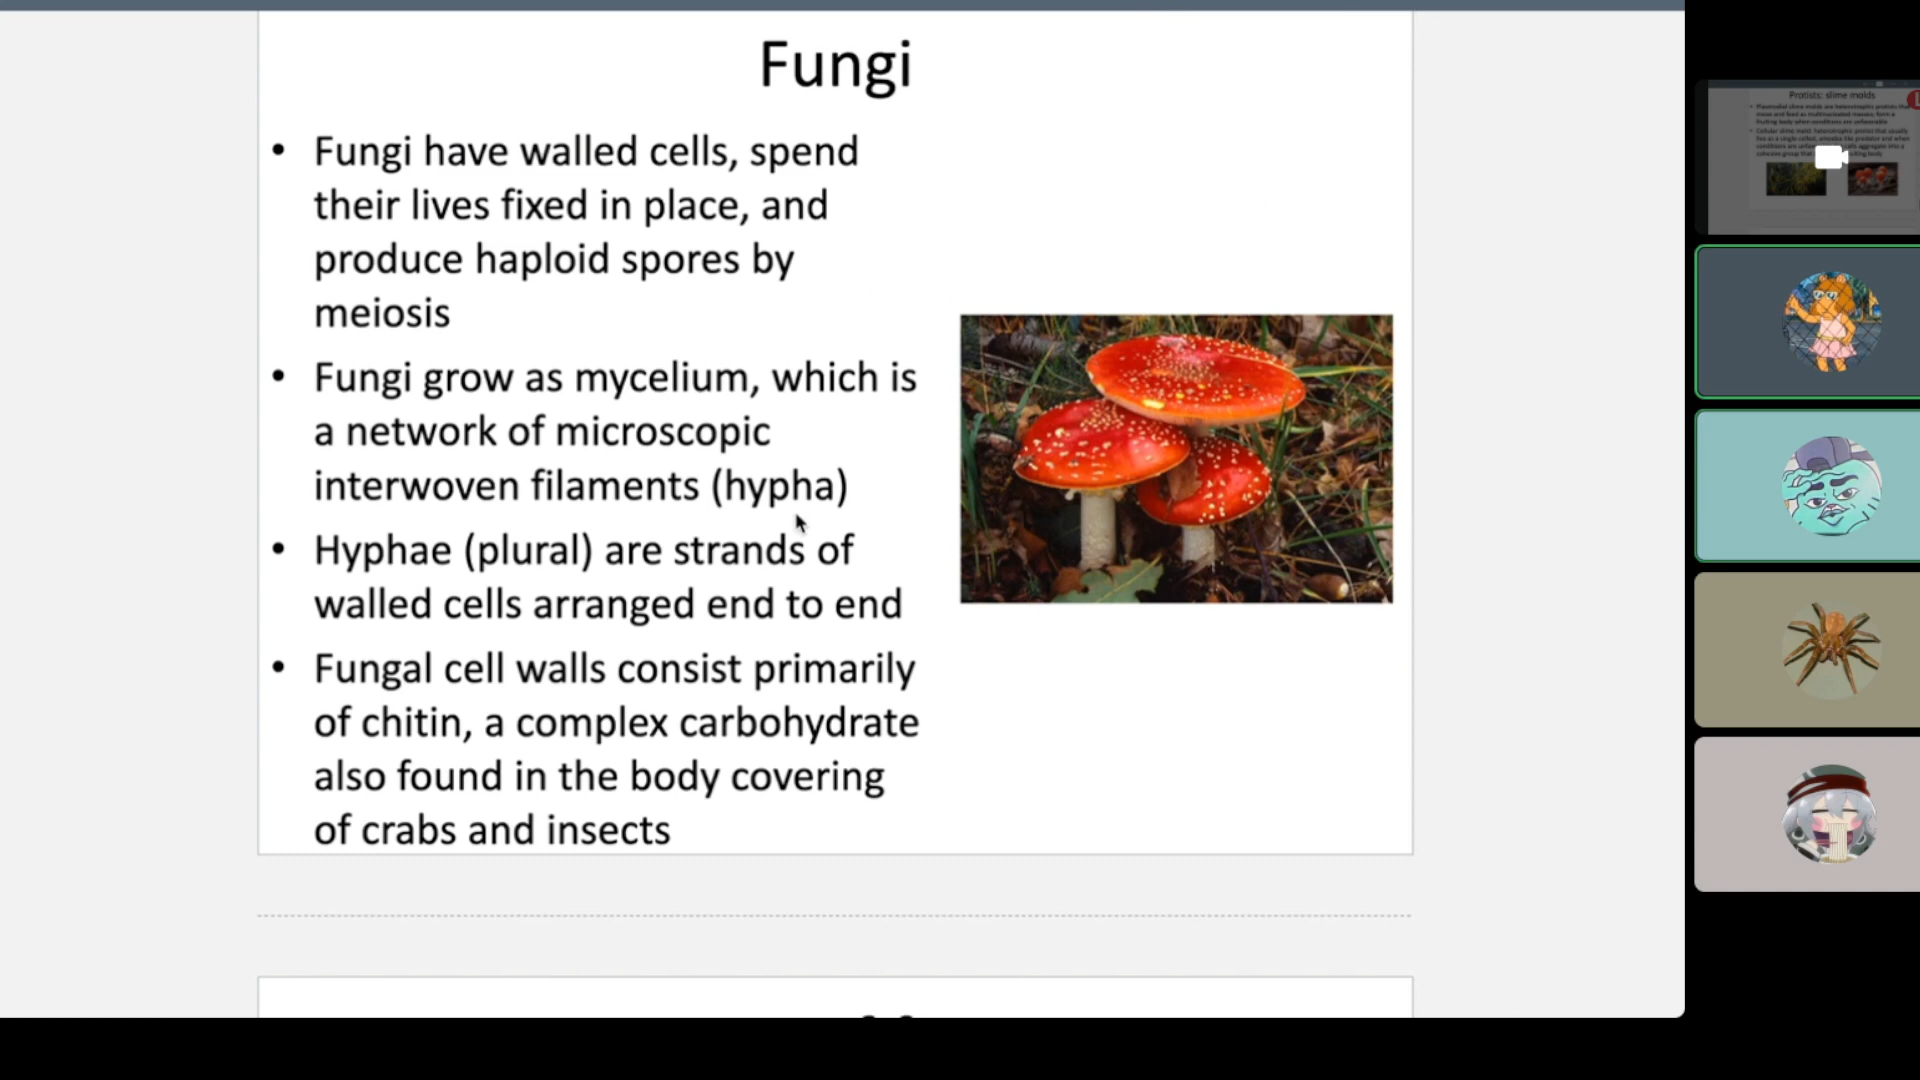 Fungi
• Fungi have walled cells, spend
their lives fixed in place, and
produce haploid spores by
meiosis
• Fungi grow as mycelium, which is
a network of microscopic
interwoven filaments (hypha)
• Hyphae (plural) are strands of
walled cells arranged end to end
• Fungal cell walls consist primarily
of chitin, a complex carbohydrate
also found in the body covering
of crabs and insects
Protists: slime molds